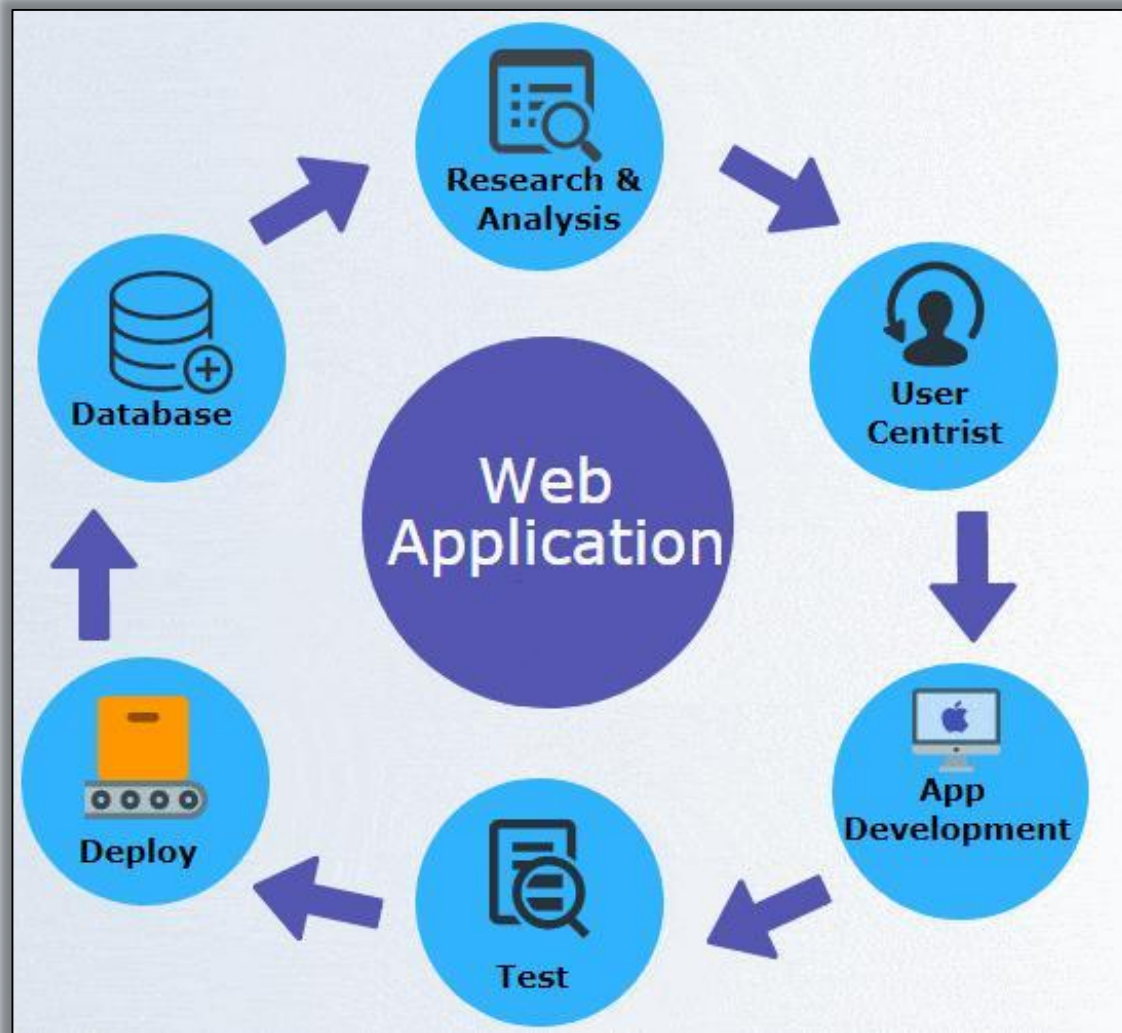 Research &
Analysis
User
Centrist
App
Development
Test
Deploy
Database
Web
Application